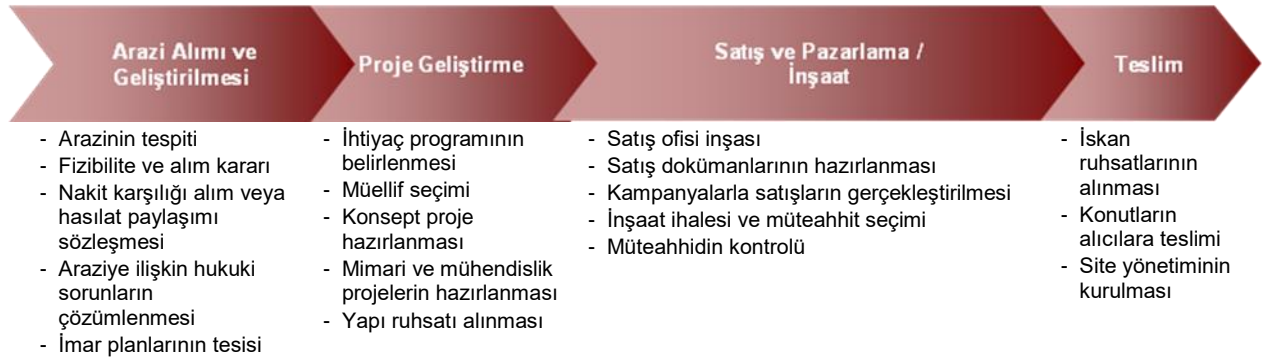 Arazi Alımı ve
Geliştirilmesi
Proje Geliştirme
Satış ve Pazarlama /
İnşaat
Teslim
- Arazinin tespiti
- Fizibilite ve alım kararı
- Nakit karşılığı alım veya
hasılat paylaşımı
sözleşmesi
- Araziye ilişkin hukuki
sorunların
çözümlenmesi
- İmar planlarının tesisi
- İhtiyaç programının
belirlenmesi
- Müellif seçimi
- Konsept proje
hazırlanması
- Mimari ve mühendislik
projelerin hazırlanması
- Yapı ruhsatı alınması
- Satış ofisi inşası
- Satış dokümanlarının hazırlanması
- Kampanyalarla satışların gerçekleştirilmesi
- İnşaat ihalesi ve müteahhit seçimi
- Müteahhidin kontrolü
- İskan
ruhsatlarının
alınması
- Konutların
alıcılara teslimi
- Site yönetiminin
kurulması